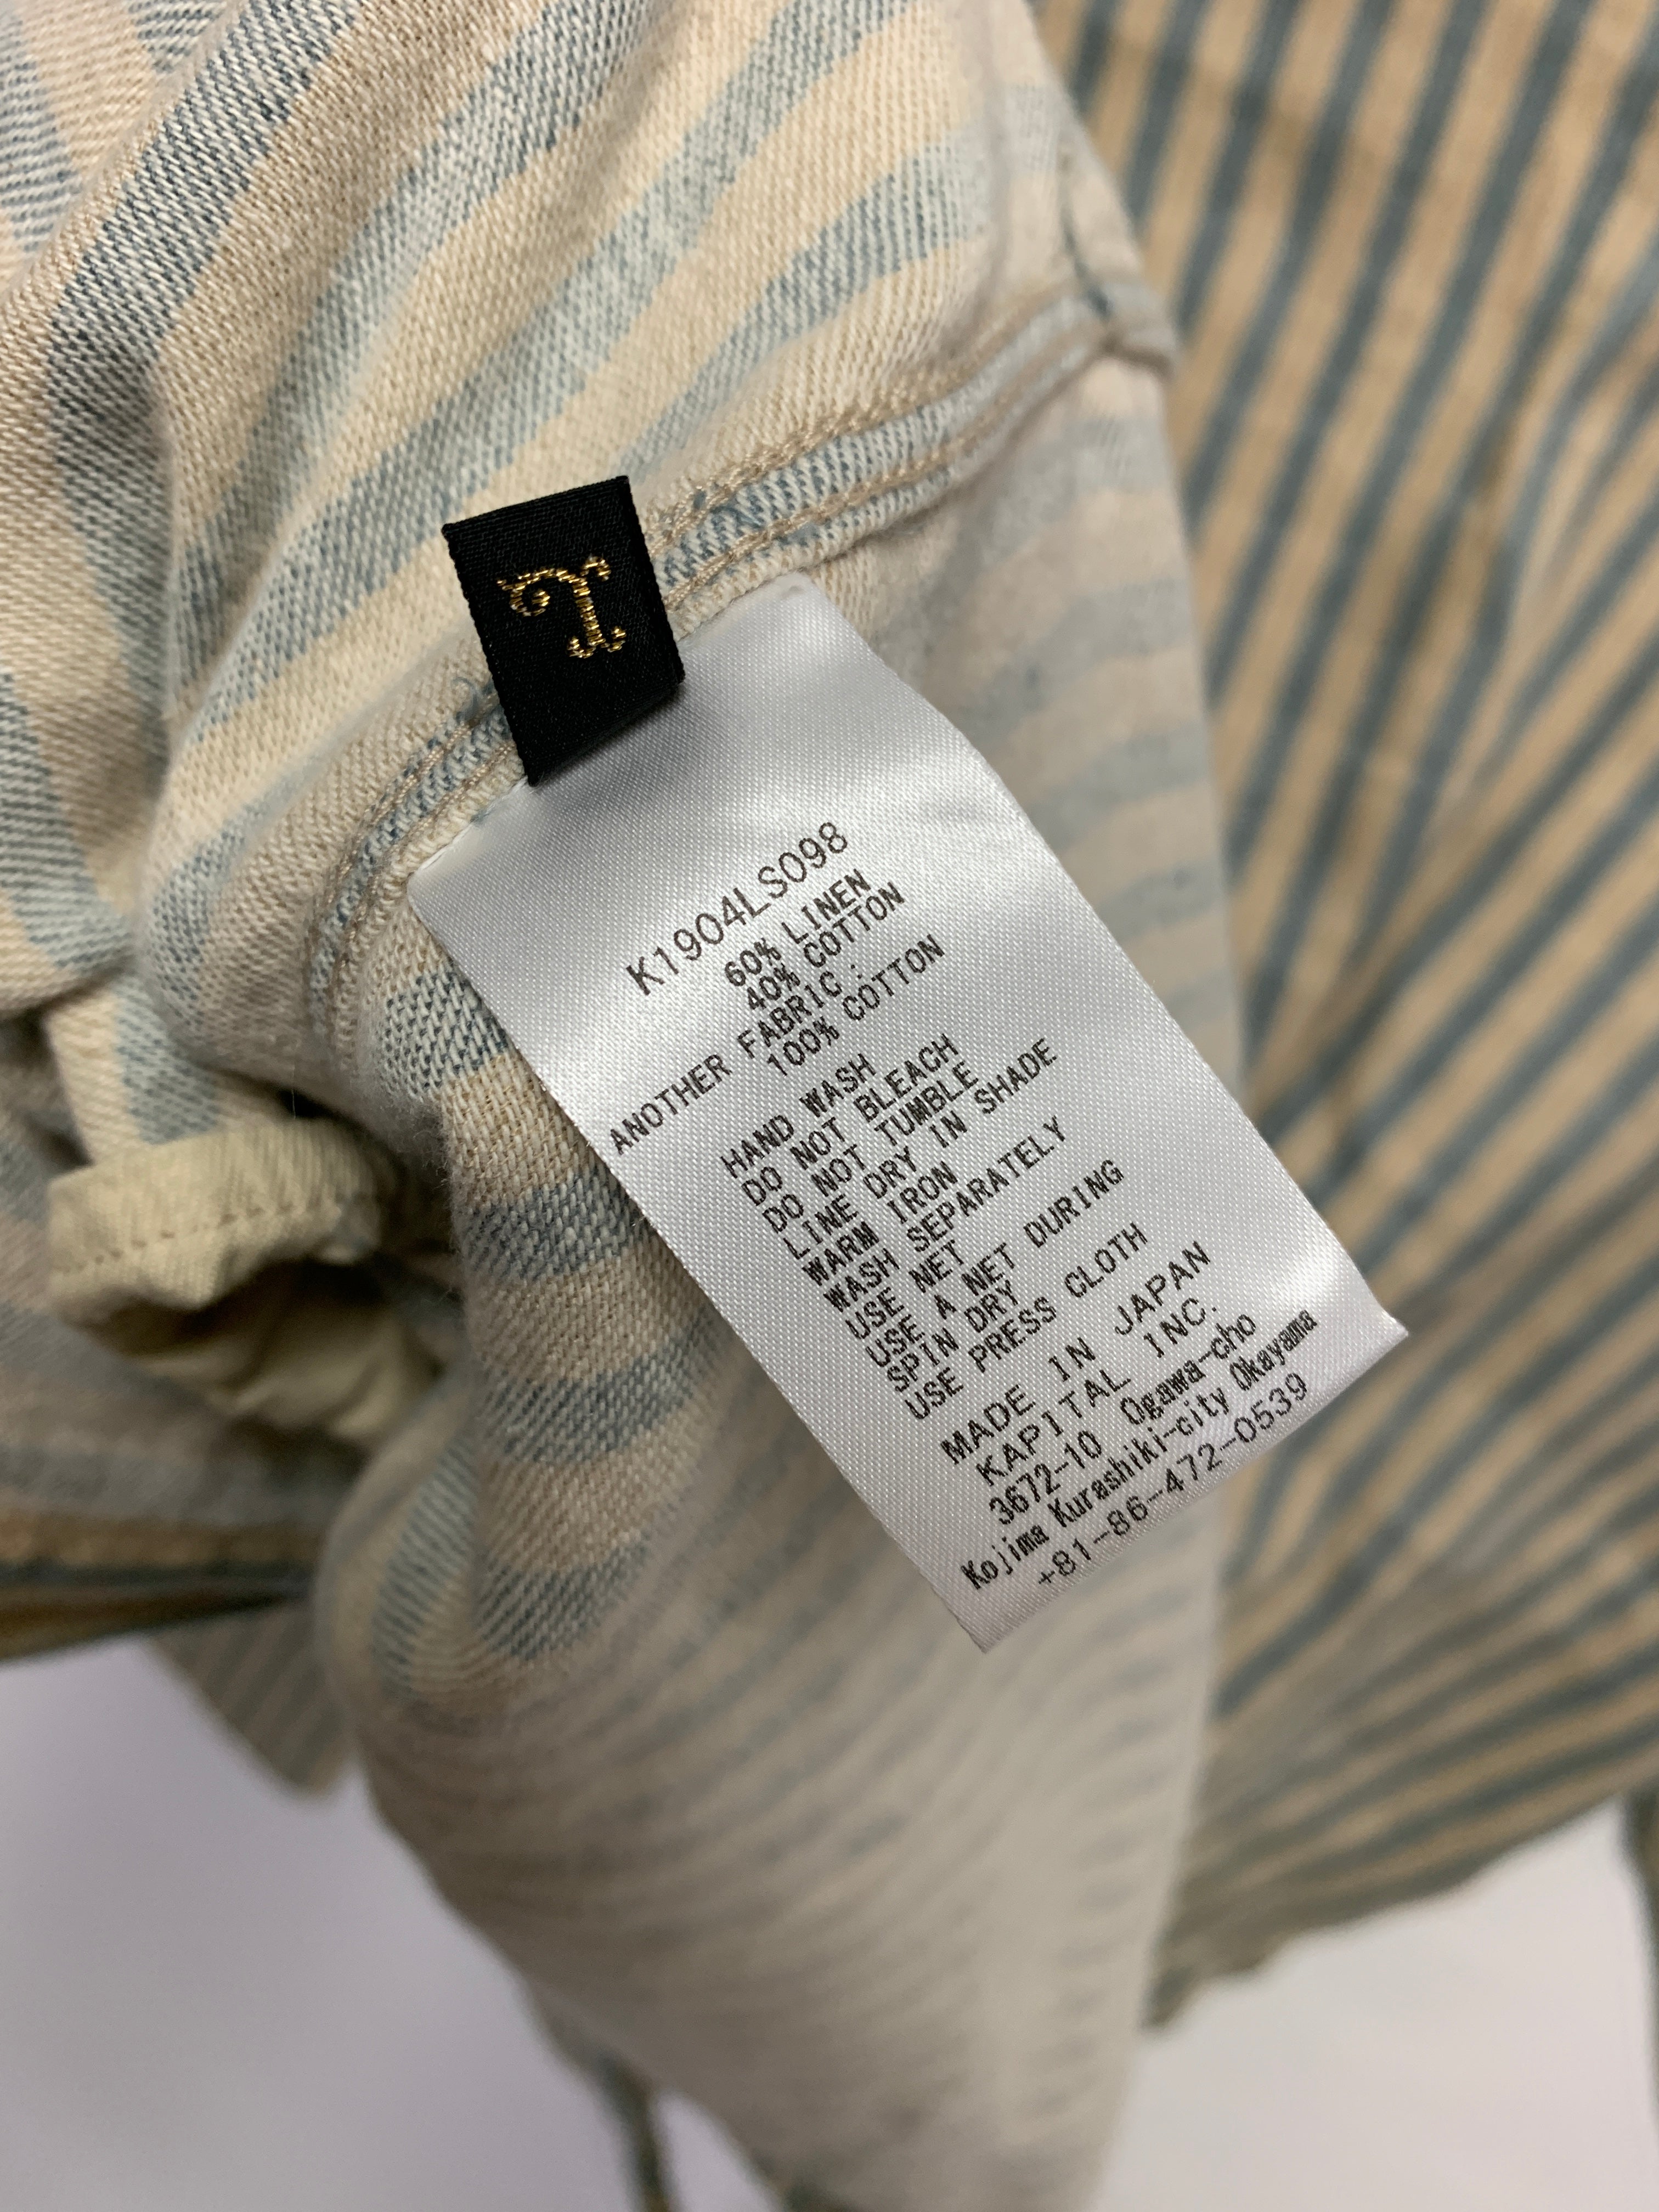 K1904LS098
60% LINEN
40% COTTON
ANOTHER FABRIC :
100% COTTON
HAND WASH
DO NOT BLEACH
DO NOT TUMBLE
LINE DRY IN SHADE
WARM IRON
WASH SEPARATELY
USE NET
USE A NET DURING
SPIN DRY
USE PRESS CLOTH
MADE IN JAPAN
KAPITAL INC.
3672-10 Ogawa-cho
Kojima Kurashiki-city Okayama
+81-86-472-0539